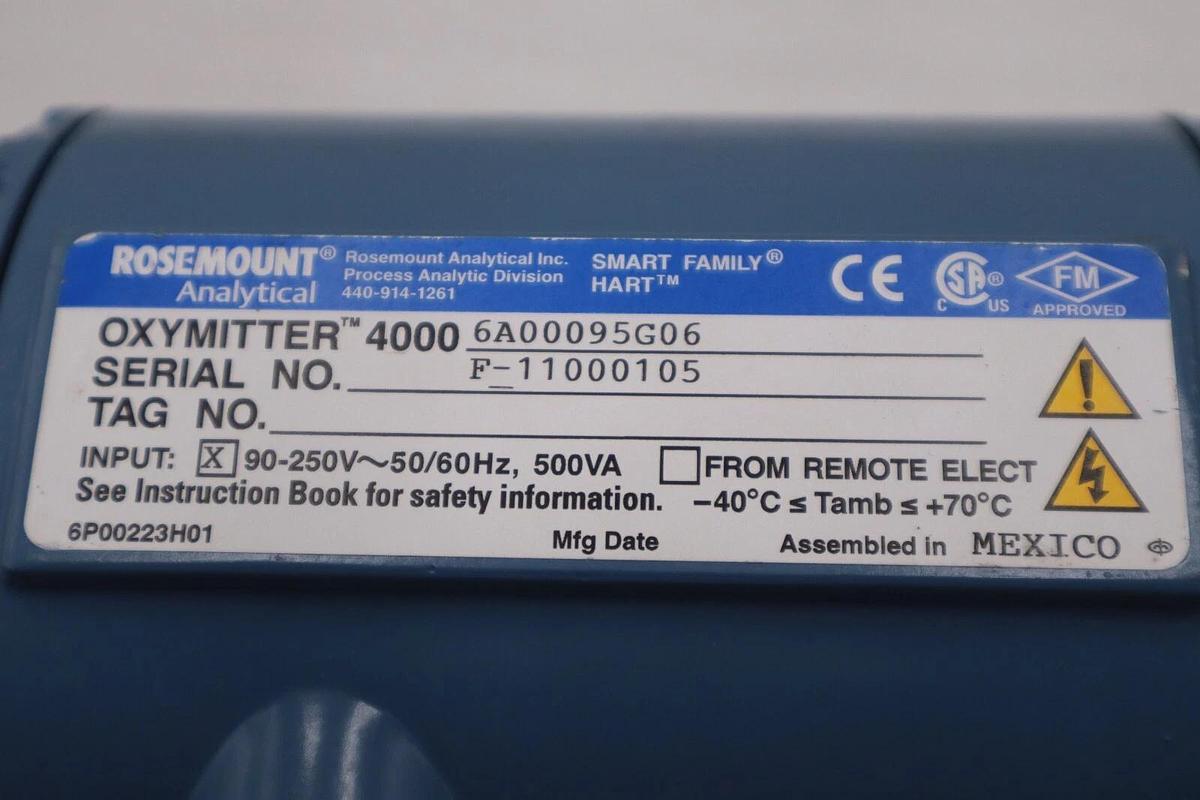 ROSEMOUNT® Rosemount Analytical Inc. SMART FAMILY®
Analytical Process Analytic Division HART™
440-914-1261
CE
CSA® C US
FM APPROVED
OXYMITTER™ 4000 6A00095G06
SERIAL NO. F-11000105
TAG NO.
INPUT: X 90-250V~50/60Hz, 500VA FROM REMOTE ELECT
See Instruction Book for safety information. -40°C ≤ Tamb ≤ +70°C
6P00223H01 Mfg Date Assembled in MEXICO